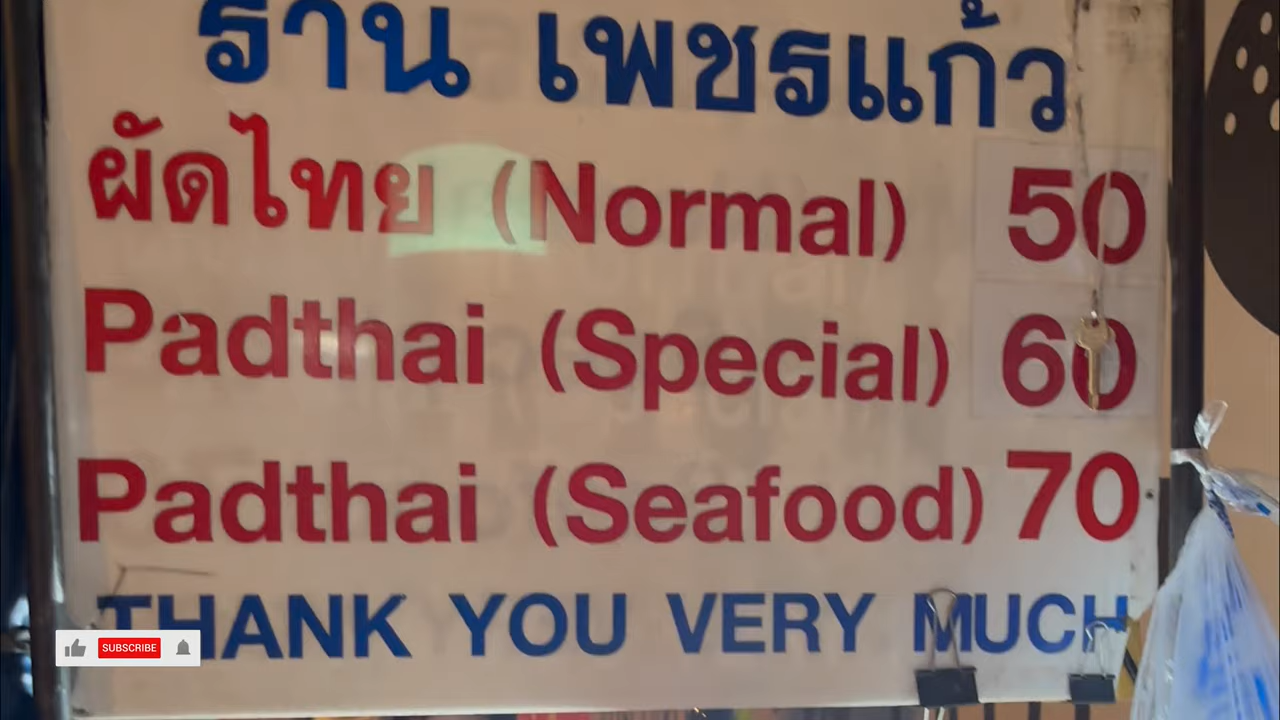 ร้าน เพชรแก้ว
ผัดไทย (Normal) 50
Padthai (Special) 60
Padthai (Seafood) 70
THANK YOU VERY MUCH
SUBSCRIBE